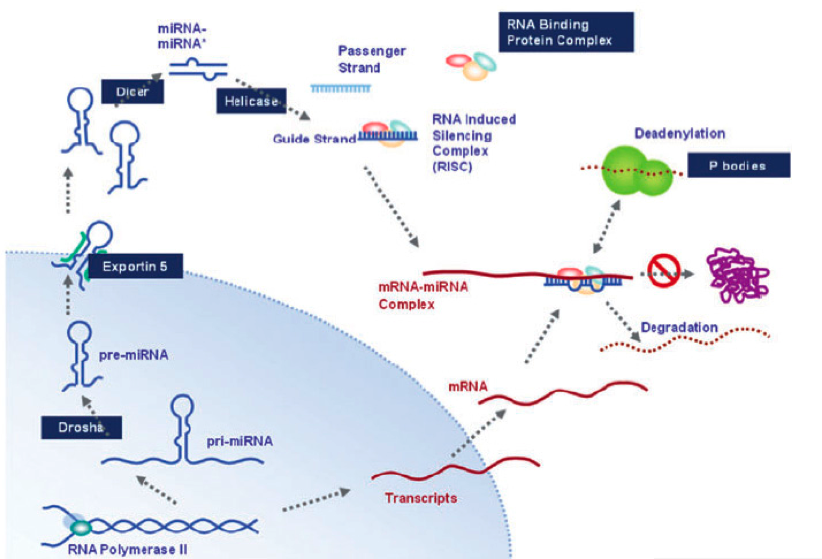 miRNA-
miRNA*
RNA Binding
Protein Complex
Passenger
Strand
Dicer
Helicase
Guide Strand
RNA Induced
Silencing
Complex
(RISC)
Deadenylation
P bodies
Exportin 5
mRNA-miRNA
Complex
Degradation
pre-miRNA
mRNA
Drosha
pri-miRNA
Transcripts
RNA Polymerase II